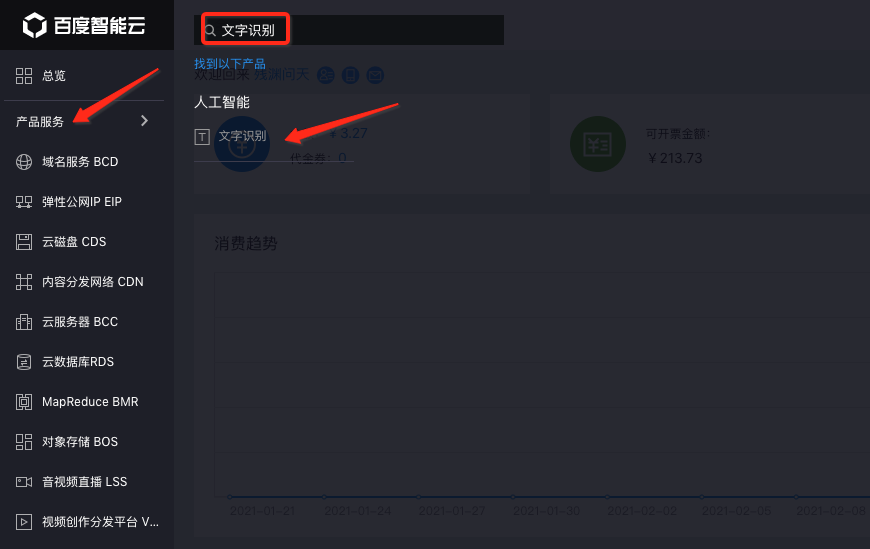 百度智能云
文字识别
总览
产品服务
域名服务 BCD
弹性公网IP EIP
云磁盘 CDS
内容分发网络 CDN
云服务器 BCC
云数据库RDS
MapReduce BMR
对象存储 BOS
音视频直播 LSS
视频创作分发平台 V...
找到以下产品
欢迎回来 残渊问天
人工智能
文字识别
¥3.27
代金券：0
可开票金额：
¥213.73
消费趋势
2021-01-21 2021-01-24 2021-01-27 2021-01-30 2021-02-02 2021-02-05 2021-02-08